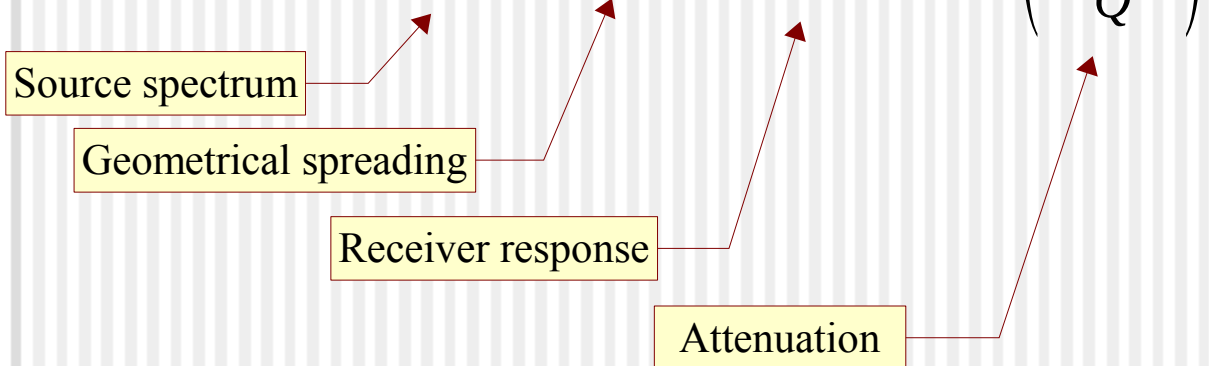 ( Q )
Source spectrum
Geometrical spreading
Receiver response
Attenuation